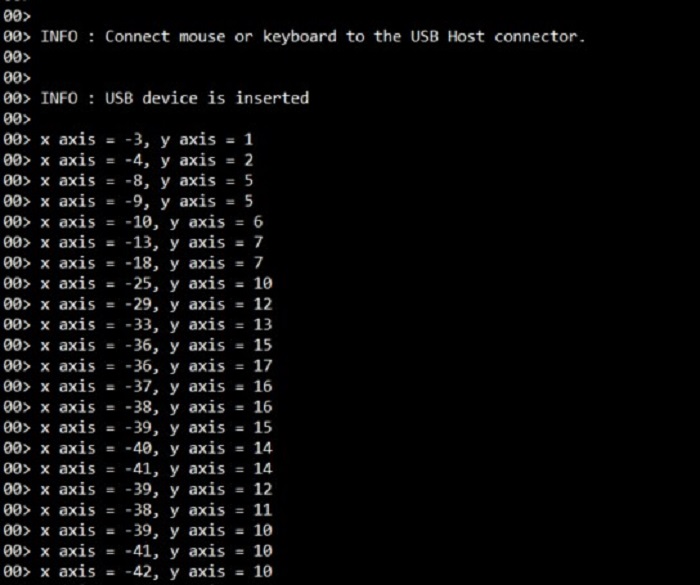 00>
00> INFO : Connect mouse or keyboard to the USB Host connector.
00>
00>
00> INFO : USB device is inserted
00>
00> x axis = -3, y axis = 1
00> x axis = -4, y axis = 2
00> x axis = -8, y axis = 5
00> x axis = -9, y axis = 5
00> x axis = -10, y axis = 6
00> x axis = -13, y axis = 7
00> x axis = -18, y axis = 7
00> x axis = -25, y axis = 10
00> x axis = -29, y axis = 12
00> x axis = -33, y axis = 13
00> x axis = -36, y axis = 15
00> x axis = -36, y axis = 17
00> x axis = -37, y axis = 16
00> x axis = -38, y axis = 16
00> x axis = -39, y axis = 15
00> x axis = -40, y axis = 14
00> x axis = -41, y axis = 14
00> x axis = -39, y axis = 12
00> x axis = -38, y axis = 11
00> x axis = -39, y axis = 10
00> x axis = -41, y axis = 10
00> x axis = -42, y axis = 10